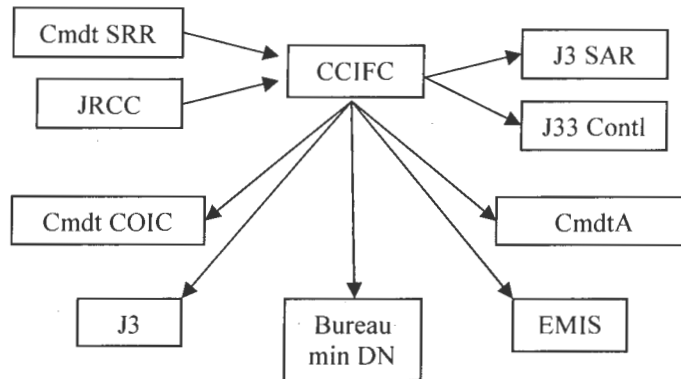 Cmdt SRR
CCIFC
J3 SAR
JRCC
J33 Contl
Cmdt COIC
CmdtA
J3
Bureau
min DN
EMIS